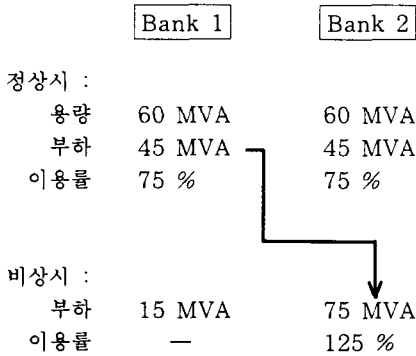 Bank 1 Bank 2
정상시 :
용량 60 MVA 60 MVA
부하 45 MVA 45 MVA
이용률 75 % 75 %
비상시 :
부하 15 MVA 75 MVA
이용률 — 125 %